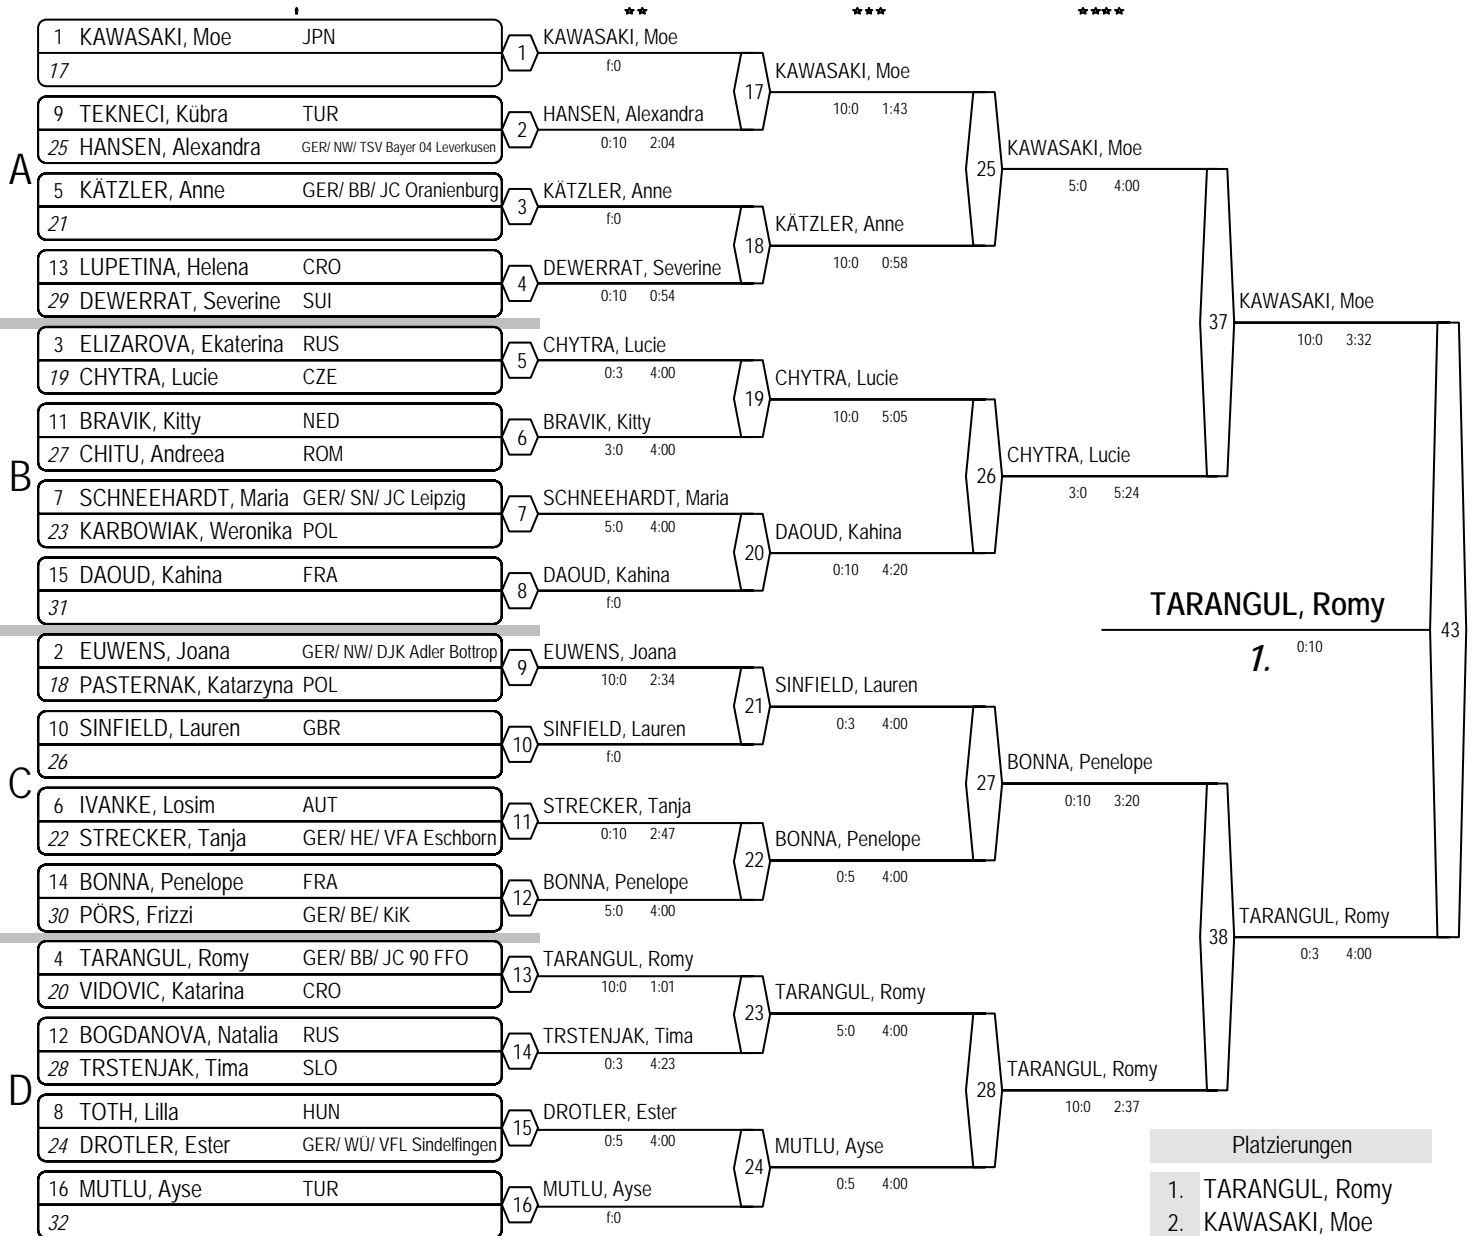 1 KAWASAKI, Moe JPN
17
9 TEKNECI, Kübra TUR
25 HANSEN, Alexandra GER/ NW/ TSV Bayer 04 Leverkusen
A
5 KÄTZLER, Anne GER/ BB/ JC Oranienburg
21
13 LUPETINA, Helena CRO
29 DEWERRAT, Severine SUI
3 ELIZAROVA, Ekaterina RUS
19 CHYTRA, Lucie CZE
11 BRAVIK, Kitty NED
27 CHITU, Andreea ROM
B
7 SCHNEEHARDT, Maria GER/ SN/ JC Leipzig
23 KARBOWIAK, Weronika POL
15 DAOUD, Kahina FRA
31
2 EUWENS, Joana GER/ NW/ DJK Adler Bottrop
18 PASTERNAK, Katarzyna POL
10 SINFIELD, Lauren GBR
26
C
6 IVANKE, Losim AUT
22 STRECKER, Tanja GER/ HE/ VFA Eschborn
14 BONNA, Penelope FRA
30 PÖRS, Frizzi GER/ BE/ KiK
4 TARANGUL, Romy GER/ BB/ JC 90 FFO
20 VIDOVIC, Katarina CRO
12 BOGDANOVA, Natalia RUS
28 TRSTENJAK, Tima SLO
D
8 TOTH, Lilla HUN
24 DROTLER, Ester GER/ WÜ/ VFL Sindelfingen
16 MUTLU, Ayse TUR
32
1 KAWASAKI, Moe
f:0
2 HANSEN, Alexandra
0:10 2:04
3 KÄTZLER, Anne
f:0
4 DEWERRAT, Severine
0:10 0:54
5 CHYTRA, Lucie
0:3 4:00
6 BRAVIK, Kitty
3:0 4:00
7 SCHNEEHARDT, Maria
5:0 4:00
8 DAOUD, Kahina
f:0
9 EUWENS, Joana
10:0 2:34
10 SINFIELD, Lauren
f:0
11 STRECKER, Tanja
0:10 2:47
12 BONNA, Penelope
5:0 4:00
13 TARANGUL, Romy
10:0 1:01
14 TRSTENJAK, Tima
0:3 4:23
15 DROTLER, Ester
0:5 4:00
16 MUTLU, Ayse
f:0
17 KAWASAKI, Moe
10:0 1:43
18 KÄTZLER, Anne
10:0 0:58
19 CHYTRA, Lucie
10:0 5:05
20 DAOUD, Kahina
0:10 4:20
21 SINFIELD, Lauren
0:3 4:00
22 BONNA, Penelope
0:5 4:00
23 TARANGUL, Romy
5:0 4:00
24 MUTLU, Ayse
0:5 4:00
25 KAWASAKI, Moe
5:0 4:00
26 CHYTRA, Lucie
3:0 5:24
27 BONNA, Penelope
0:10 3:20
28 TARANGUL, Romy
10:0 2:37
37 KAWASAKI, Moe
10:0 3:32
38 TARANGUL, Romy
0:3 4:00
TARANGUL, Romy 43
1. 0:10
Platzierungen
1. TARANGUL, Romy
2. KAWASAKI, Moe